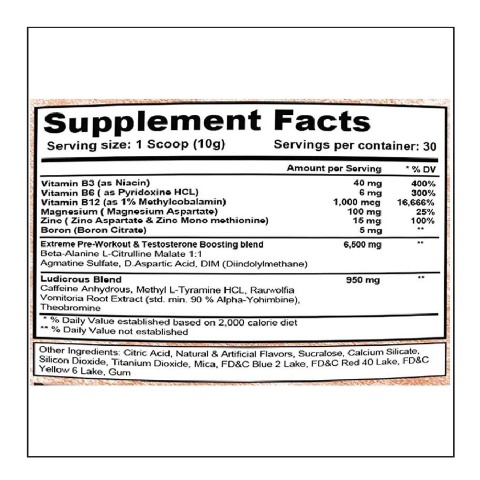 Supplement Facts
Serving size: 1 Scoop (10g) Servings per container: 30
Amount per Serving * % DV
Vitamin B3 (as Niacin) 40 mg 400%
Vitamin B6 ( as Pyridoxine HCL) 6 mg 300%
Vitamin B12 (as 1% Methylcobalamin) 1,000 mcg 16,666%
Magnesium ( Magnesium Aspartate) 100 mg 25%
Zinc ( Zinc Aspartate & Zinc Mono methionine) 15 mg 100%
Boron (Boron Citrate) 5 mg **
Extreme Pre-Workout & Testosterone Boosting blend 6,500 mg **
Beta-Alanine L-Citrulline Malate 1:1
Agmatine Sulfate, D.Aspartic Acid, DIM (Diindolylmethane)
Ludicrous Blend 950 mg **
Caffeine Anhydrous, Methyl L-Tyramine HCL, Rauwolfia
Vomitoria Root Extract (std. min. 90 % Alpha-Yohimbine),
Theobromine
* % Daily Value established based on 2,000 calorie diet
** % Daily Value not established
Other Ingredients: Citric Acid, Natural & Artificial Flavors, Sucralose, Calcium Silicate,
Silicon Dioxide, Titanium Dioxide, Mica, FD&C Blue 2 Lake, FD&C Red 40 Lake, FD&C
Yellow 6 Lake, Gum